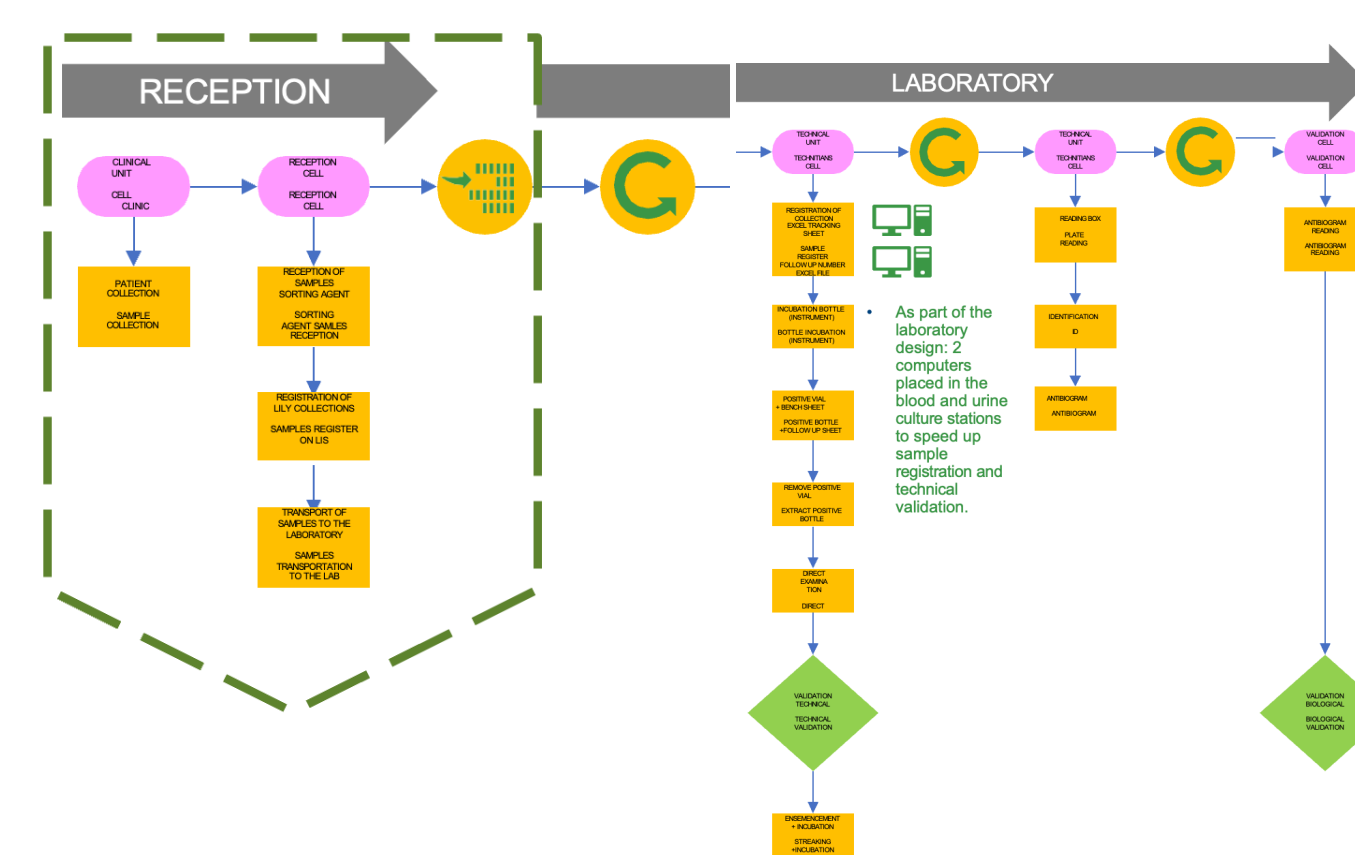 RECEPTION
LABORATORY
CLINICAL
UNIT
CELL
CLINIC
RECEPTION
CELL
RECEPTION
CELL
PATIENT
COLLECTION
SAMPLE
COLLECTION
RECEPTION OF
SAMPLES
SORTING AGENT
SORTING
AGENT SAMLES
RECEPTION
REGISTRATION OF
LILY COLLECTIONS
SAMPLES REGISTER
ON LIS
TRANSPORT OF
SAMPLES TO THE
LABORATORY
SAMPLES
TRANSPORTATION
TO THE LAB
TECHNICAL
UNIT
TECHNITIANS
CELL
REGISTRATION OF
COLLECTION
EXCEL TRACKING
SHEET
SAMPLE
REGISTER
FOLLOW UP NUMBER
EXCEL FILE
INCUBATION BOTTLE
(INSTRUMENT)
BOTTLE INCUBATION
(INSTRUMENT)
POSITIVE VIAL
+ BENCH SHEET
POSITIVE BOTTLE
+FOLLOW UP SHEET
REMOVE POSITIVE
VIAL
EXTRACT POSITIVE
BOTTLE
DIRECT
EXAMINA
TION
DIRECT
VALIDATION
TECHNICAL
TECHNICAL
VALIDATION
ENSEMENCEMENT
+ INCUBATION
STREAKING
+INCUBATION
• As part of the
laboratory
design: 2
computers
placed in the
blood and urine
culture stations
to speed up
sample
registration and
technical
validation.
TECHNICAL
UNIT
TECHNITIANS
CELL
READING BOX
PLATE
READING
IDENTIFICATION
ID
ANTIBIOGRAM
ANTIBIOGRAM
VALIDATION
CELL
VALIDATION
CELL
ANTIBIOGRAM
READING
ANTIBIOGRAM
READING
VALIDATION
BIOLOGICAL
BIOLOGICAL
VALIDATION